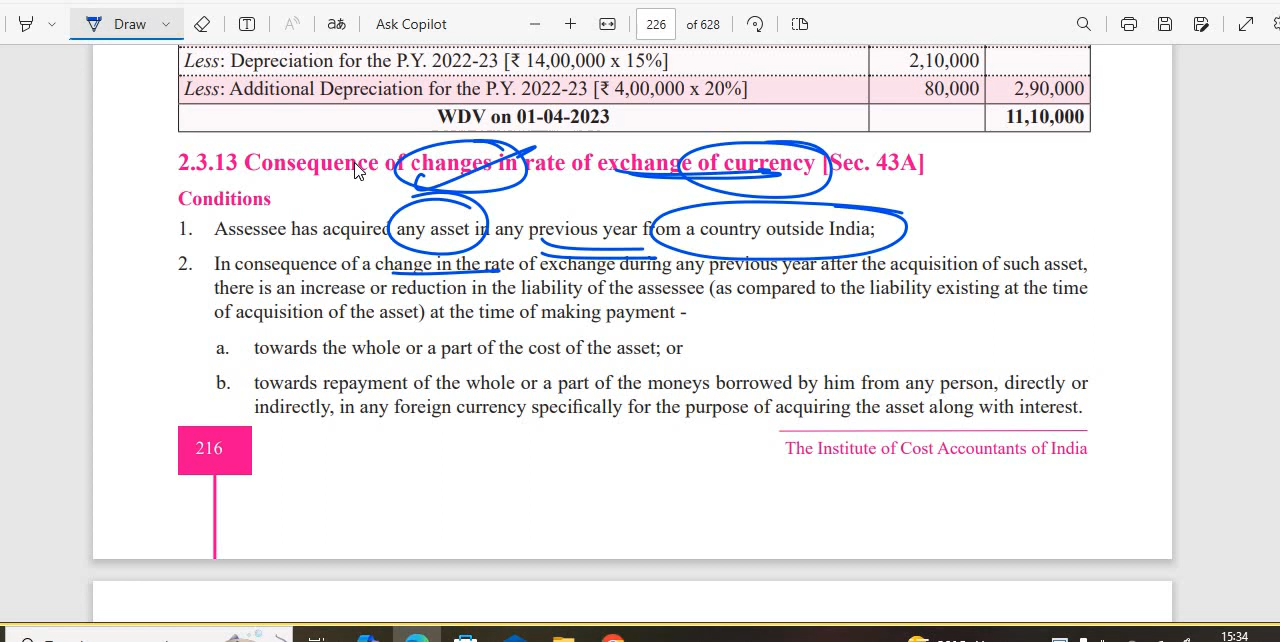 Draw
Ask Copilot
226 of 628
Less: Depreciation for the P.Y. 2022-23 [₹ 14,00,000 x 15%] 2,10,000
Less: Additional Depreciation for the P.Y. 2022-23 [₹ 4,00,000 x 20%] 80,000 2,90,000
WDV on 01-04-2023 11,10,000
2.3.13 Consequence of changes in rate of exchange of currency [Sec. 43A]
Conditions
1. Assessee has acquired any asset in any previous year from a country outside India;
2. In consequence of a change in the rate of exchange during any previous year after the acquisition of such asset,
there is an increase or reduction in the liability of the assessee (as compared to the liability existing at the time
of acquisition of the asset) at the time of making payment -
a. towards the whole or a part of the cost of the asset; or
b. towards repayment of the whole or a part of the moneys borrowed by him from any person, directly or
indirectly, in any foreign currency specifically for the purpose of acquiring the asset along with interest.
216
The Institute of Cost Accountants of India
15:34